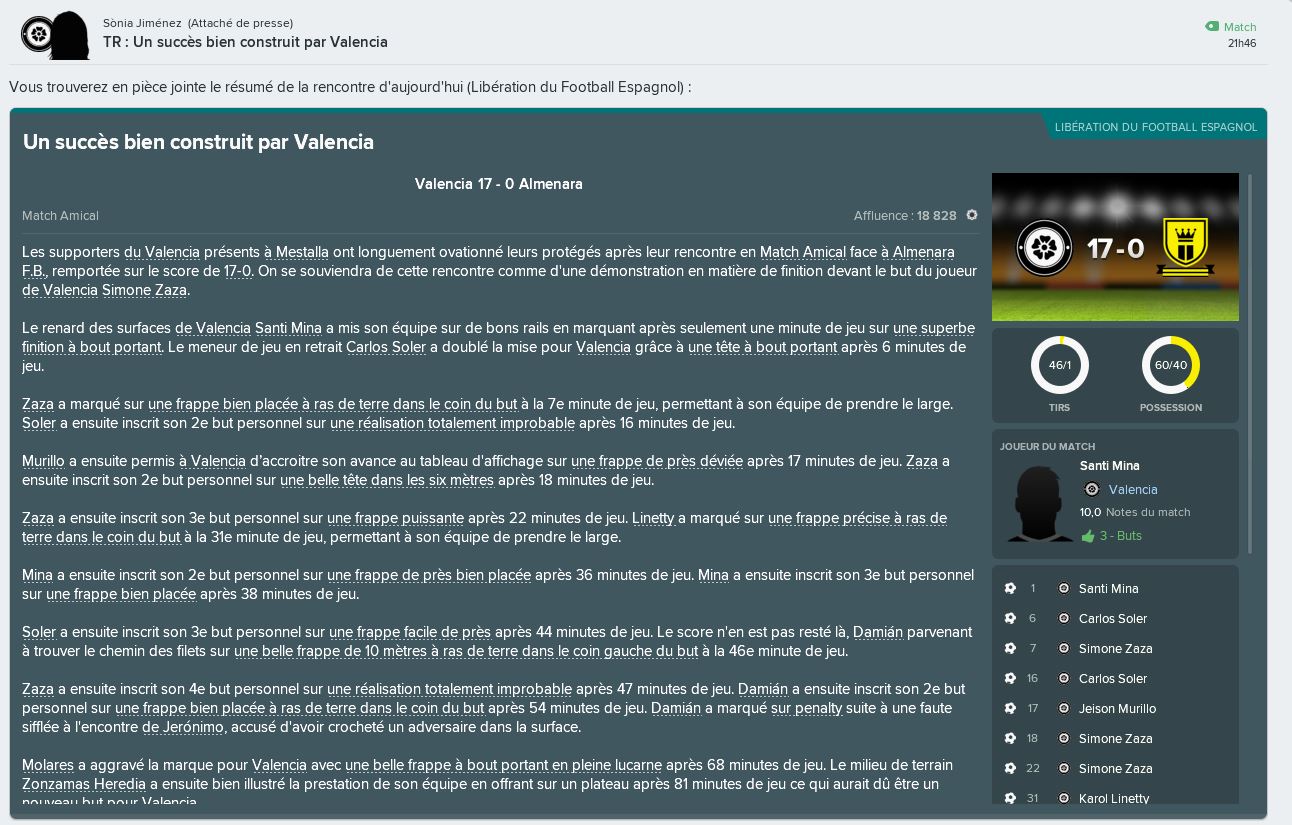 Sònia Jiménez (Attaché de presse)
TR : Un succès bien construit par Valencia
Match
21h46
Vous trouverez en pièce jointe le résumé de la rencontre d'aujourd'hui (Libération du Football Espagnol) :
LIBÉRATION DU FOOTBALL ESPAGNOL
Un succès bien construit par Valencia
Valencia 17 - 0 Almenara
Match Amical
Affluence : 18 828
Les supporters du Valencia présents à Mestalla ont longuement ovationné leurs protégés après leur rencontre en Match Amical face à Almenara
F.B., remportée sur le score de 17-0. On se souviendra de cette rencontre comme d'une démonstration en matière de finition devant le but du joueur
de Valencia Simone Zaza.
Le renard des surfaces de Valencia Santi Mina a mis son équipe sur de bons rails en marquant après seulement une minute de jeu sur une superbe
finition à bout portant. Le meneur de jeu en retrait Carlos Soler a doublé la mise pour Valencia grâce à une tête à bout portant après 6 minutes de
jeu.
Zaza a marqué sur une frappe bien placée à ras de terre dans le coin du but à la 7e minute de jeu, permettant à son équipe de prendre le large.
Soler a ensuite inscrit son 2e but personnel sur une réalisation totalement improbable après 16 minutes de jeu.
Murillo a ensuite permis à Valencia d'accroitre son avance au tableau d'affichage sur une frappe de près déviée après 17 minutes de jeu. Zaza a
ensuite inscrit son 2e but personnel sur une belle tête dans les six mètres après 18 minutes de jeu.
Zaza a ensuite inscrit son 3e but personnel sur une frappe puissante après 22 minutes de jeu. Linetty a marqué sur une frappe précise à ras de
terre dans le coin du but à la 31e minute de jeu, permettant à son équipe de prendre le large.
Mina a ensuite inscrit son 2e but personnel sur une frappe de près bien placée après 36 minutes de jeu. Mina a ensuite inscrit son 3e but personnel
sur une frappe bien placée après 38 minutes de jeu.
Soler a ensuite inscrit son 3e but personnel sur une frappe facile de près après 44 minutes de jeu. Le score n'en est pas resté là, Damián parvenant
à trouver le chemin des filets sur une belle frappe de 10 mètres à ras de terre dans le coin gauche du but à la 46e minute de jeu.
Zaza a ensuite inscrit son 4e but personnel sur une réalisation totalement improbable après 47 minutes de jeu. Damián a ensuite inscrit son 2e but
personnel sur une frappe bien placée à ras de terre dans le coin du but après 54 minutes de jeu. Damián a marqué sur penalty suite à une faute
sifflée à l'encontre de Jerónimo, accusé d'avoir crocheté un adversaire dans la surface.
Molares a aggravé la marque pour Valencia avec une belle frappe à bout portant en pleine lucarne après 68 minutes de jeu. Le milieu de terrain
Zonzamas Heredia a ensuite bien illustré la prestation de son équipe en offrant sur un plateau après 81 minutes de jeu ce qui aurait dû être un
nouveau but pour Valencia.
17-0
46/1
60/40
TIRS
POSSESSION
JOUEUR DU MATCH
Santi Mina
Valencia
10,0 Notes du match
3 - Buts
1 Santi Mina
6 Carlos Soler
7 Simone Zaza
16 Carlos Soler
17 Jeison Murillo
18 Simone Zaza
22 Simone Zaza
31 Karol Linetty